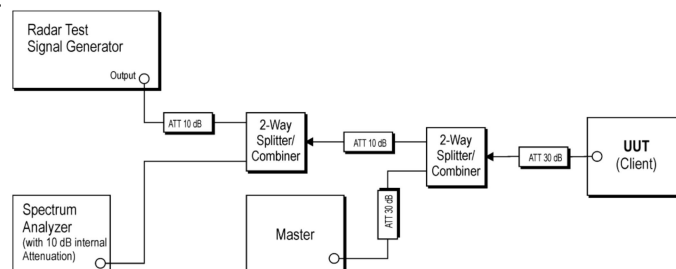 Radar Test
Signal Generator
Output
ATT 10 dB
2-Way
Splitter/
Combiner
ATT 10 dB
2-Way
Splitter/
Combiner
ATT 30 dB
UUT
(Client)
ATT 30 dB
Spectrum
Analyzer
(with 10 dB internal
Attenuation)
Master